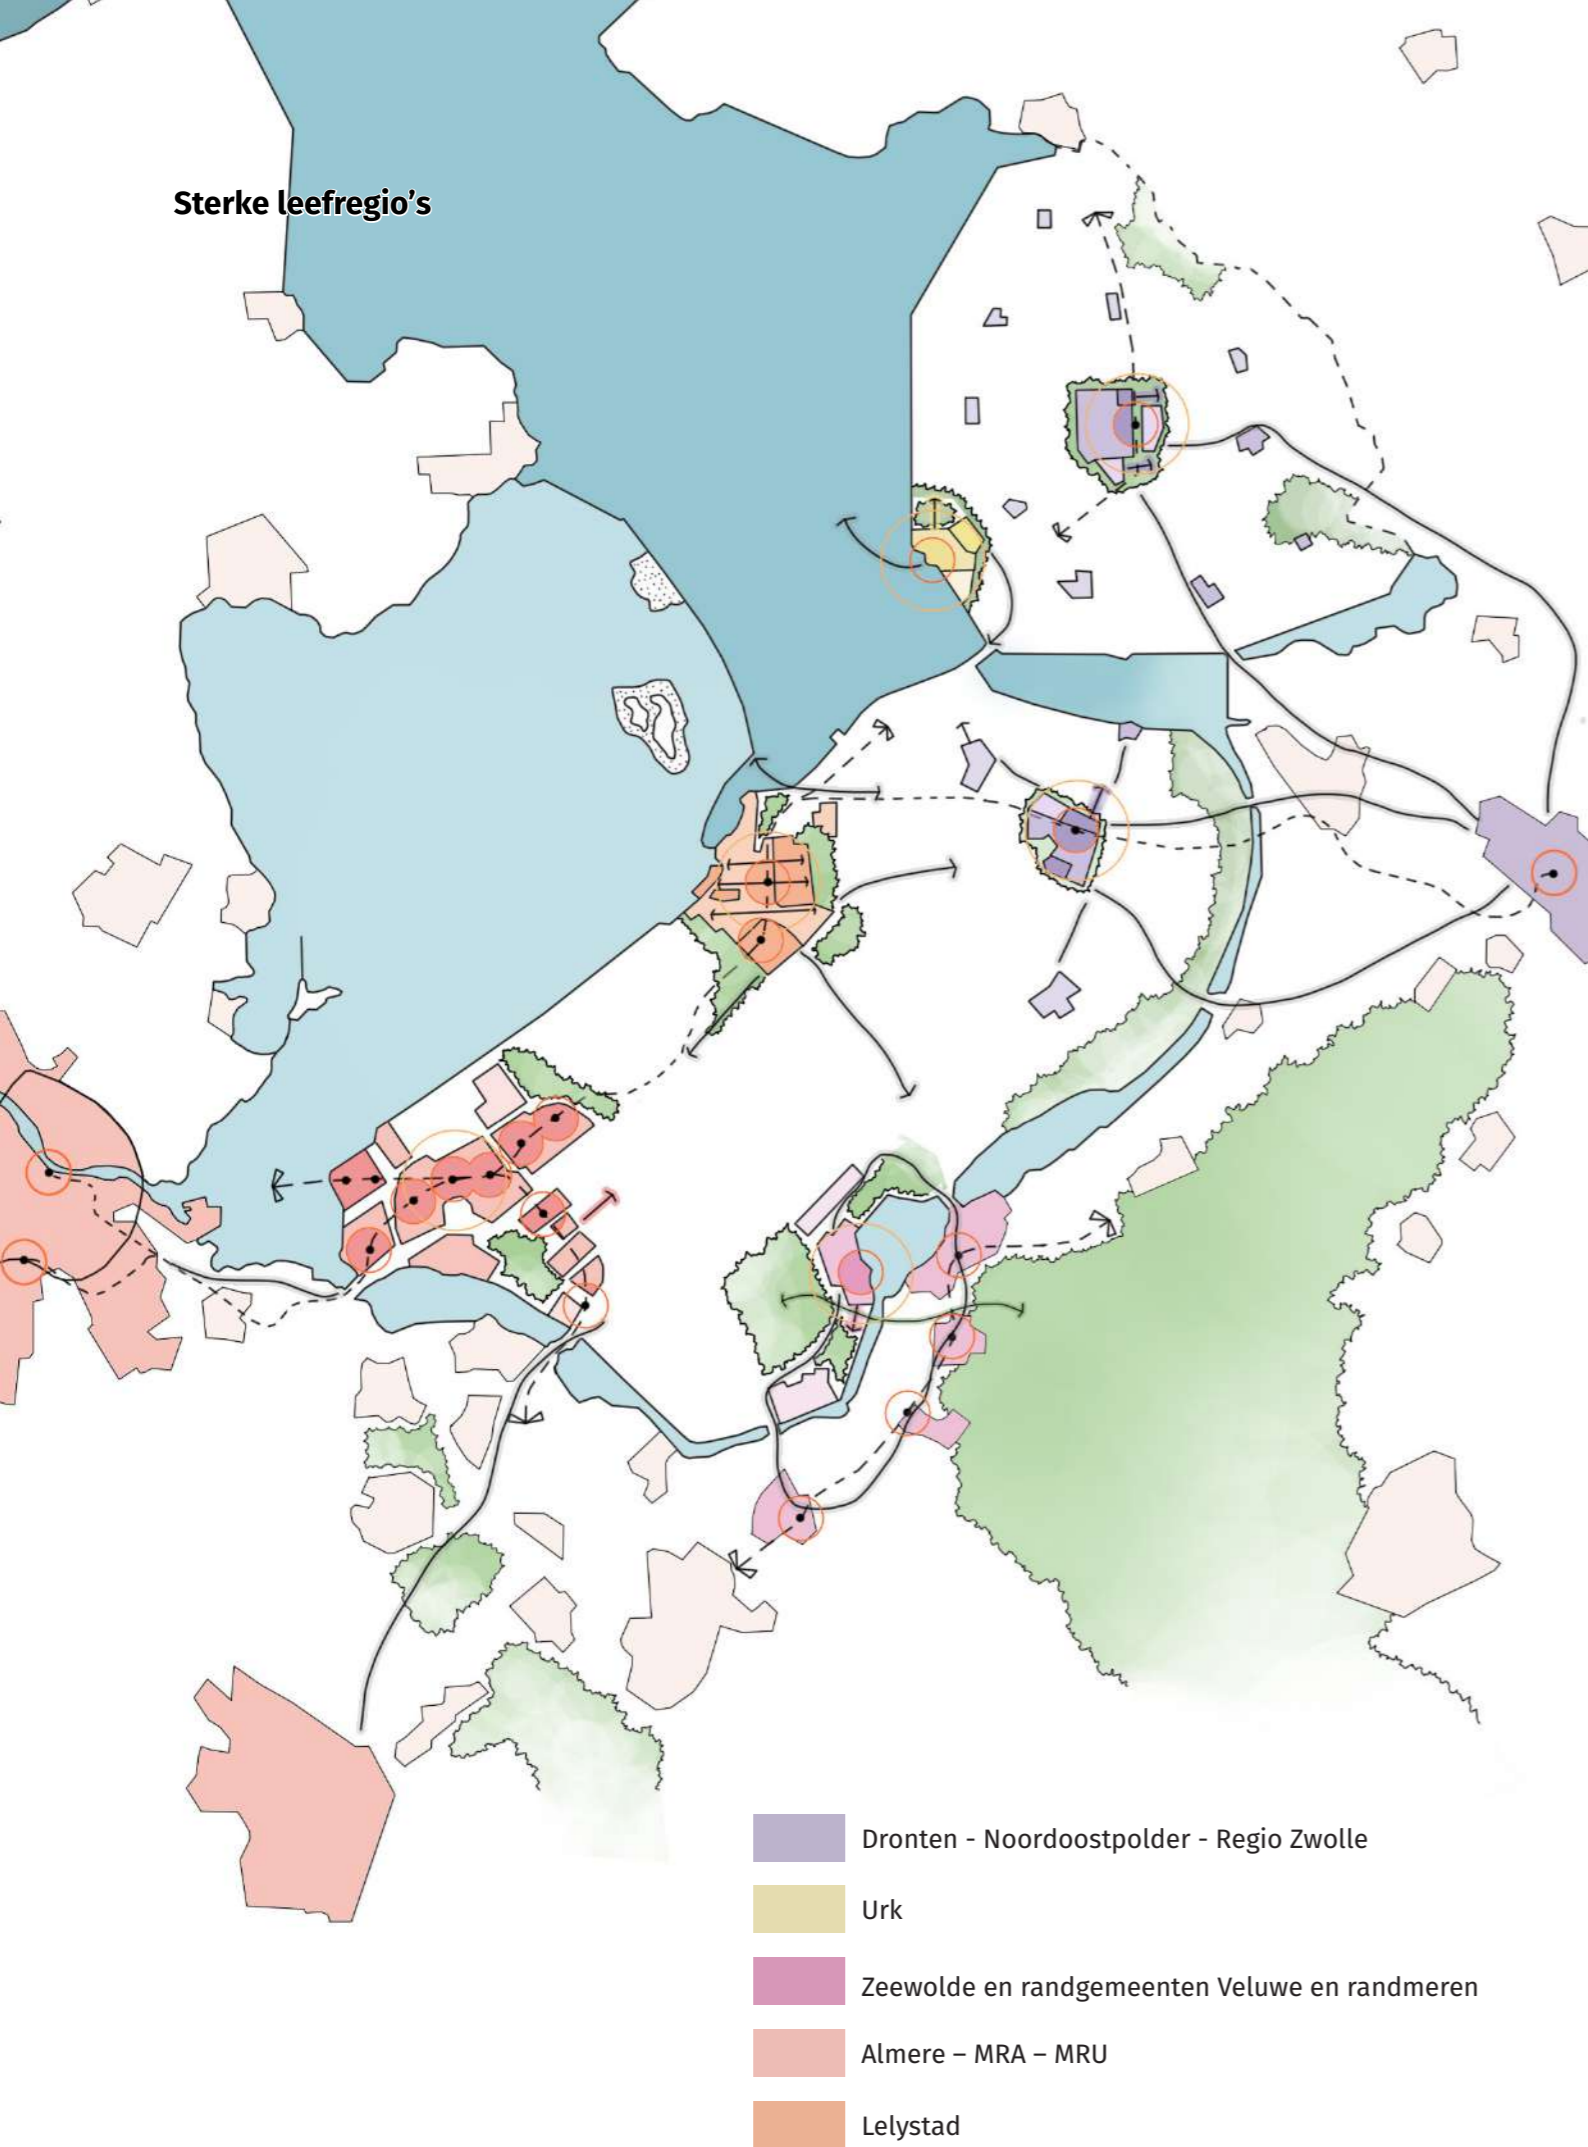 Sterke leefregio’s
Dronten - Noordoostpolder - Regio Zwolle
Urk
Zeewolde en randgemeenten Veluwe en randmeren
Almere – MRA – MRU
Lelystad